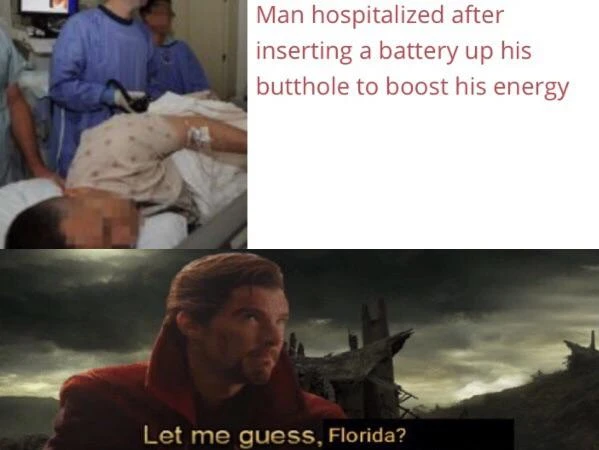 Man hospitalized after
inserting a battery up his
butthole to boost his energy
Let me guess, Florida?